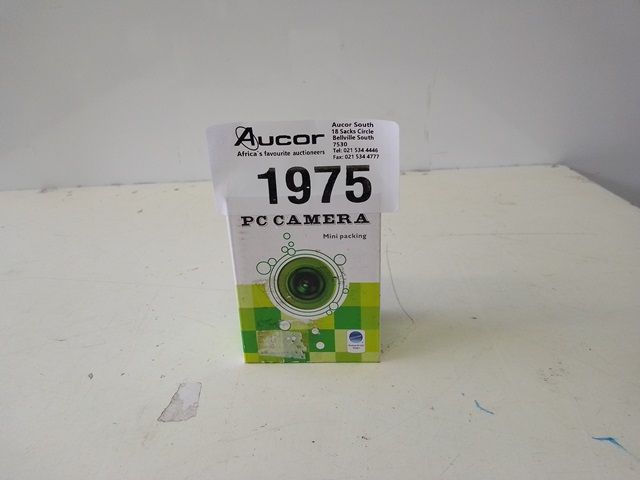 Aucor
Africa's favourite auctioneers
Aucor South
18 Sacks Circle
Bellville South
7530
Tel: 021 534 4446
Fax: 021 534 4777
1975
PC CAMERA
Mini packing